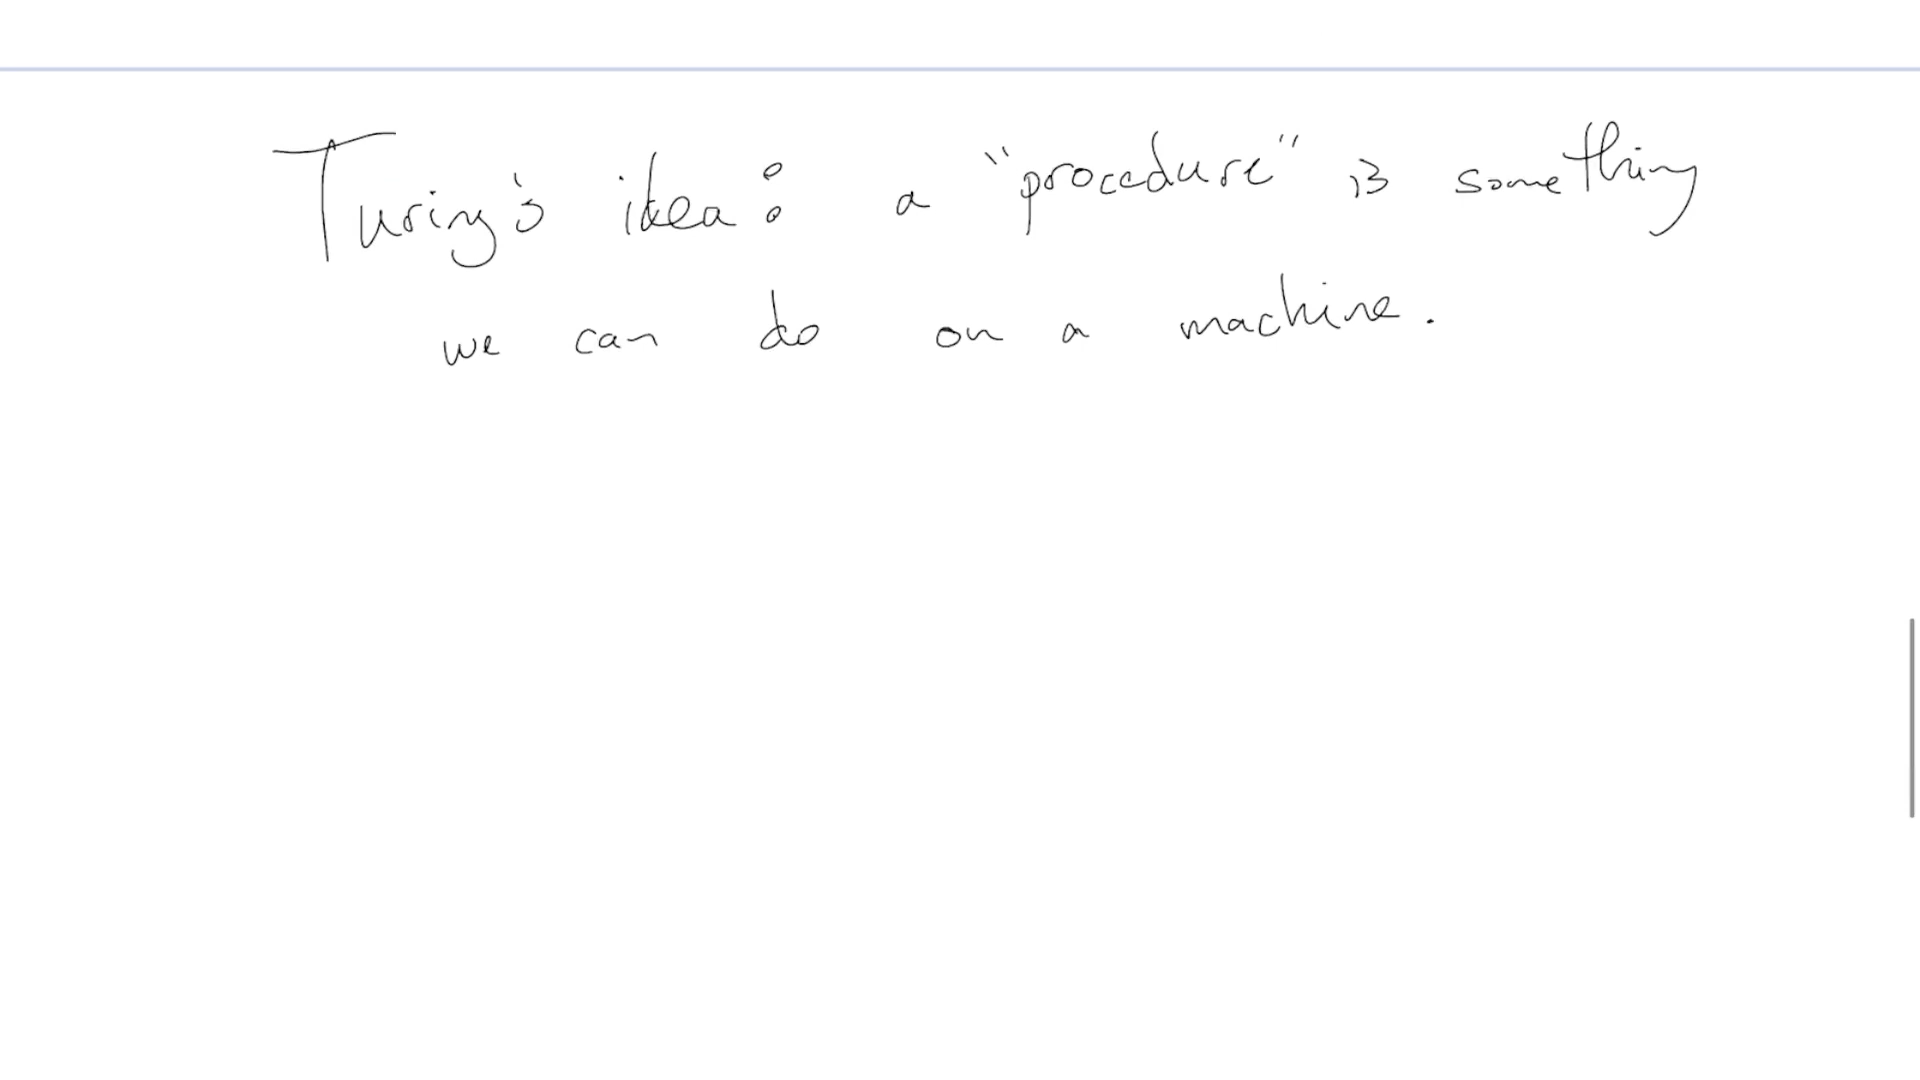 Turing's idea: a "procedure" is something
we can do on a machine.